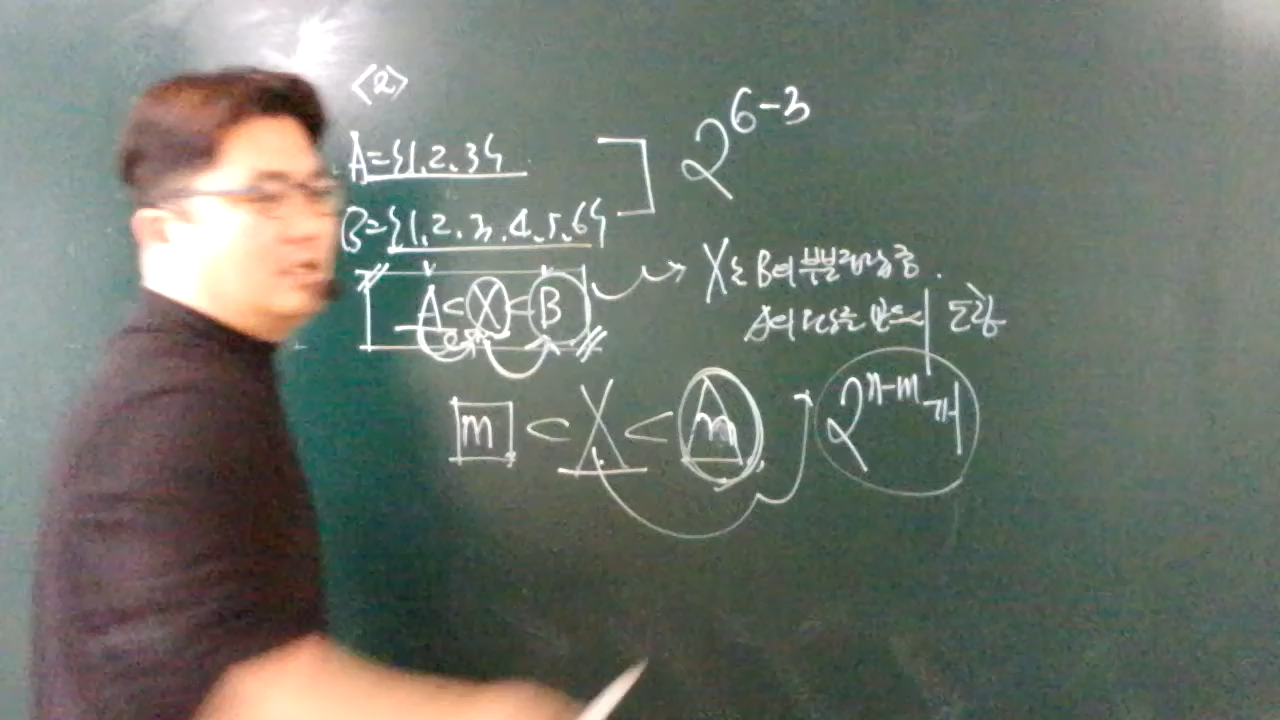 <2>
A={1,2,3}
B={1,2,3,4,5,6}
2^{6-3}
A⊂X⊂B
X는 B의 부분집합중
A의 원소를 반드시 포함
m ⊂ X ⊂ n
2^{n-m}개